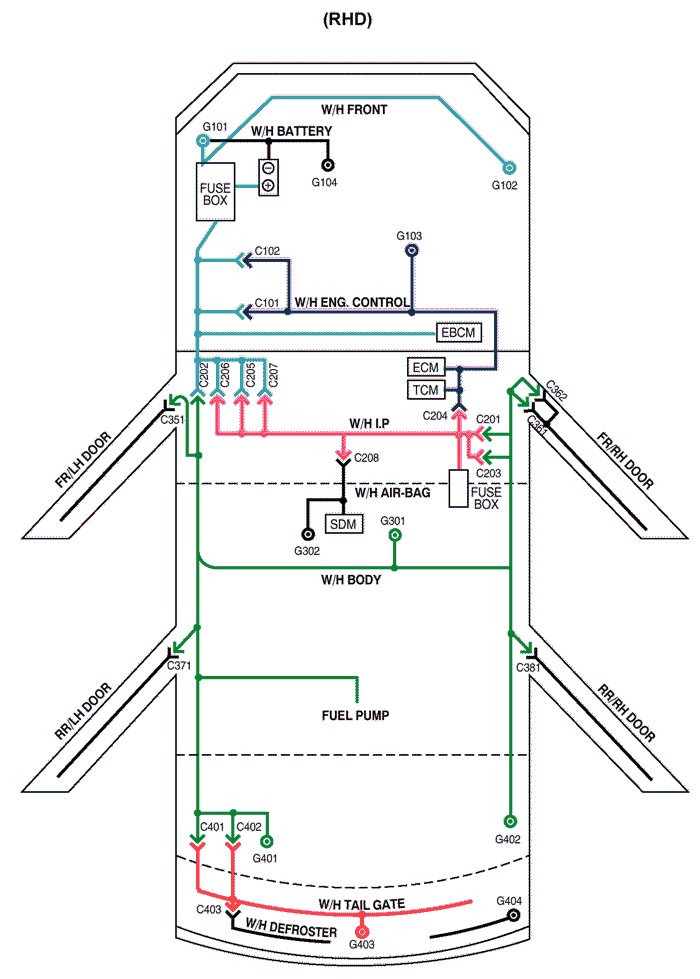 (RHD)
W/H FRONT
G101
W/H BATTERY
G104
G102
FUSE
BOX
G103
C102
C101
W/H ENG. CONTROL
EBCM
ECM
TCM
C202
C206
C205
C207
C204
C362
C361
C351
W/H I.P
C201
C208
C203
FR/LH DOOR
FR/RH DOOR
W/H AIR-BAG
FUSE
BOX
SDM
G301
G302
W/H BODY
C371
C381
RR/LH DOOR
RR/RH DOOR
FUEL PUMP
C401
C402
G401
G402
C403
W/H TAIL GATE
G404
W/H DEFROSTER
G403